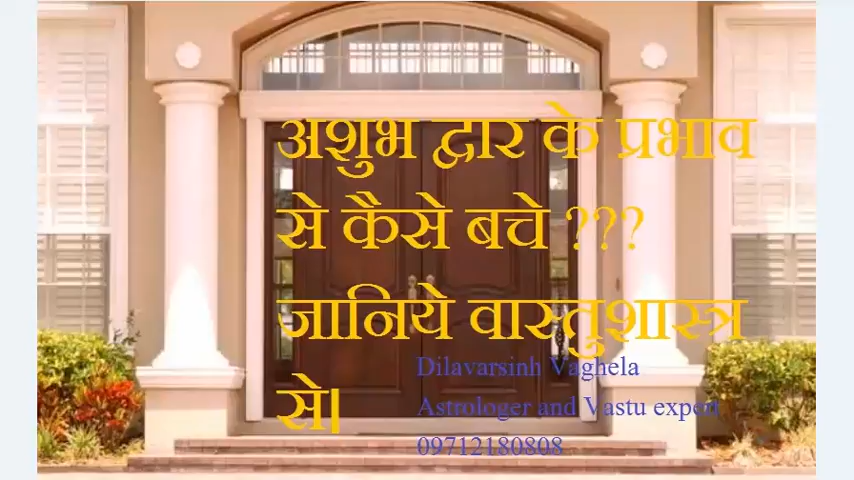 अशुभ द्वार के प्रभाव
से कैसे बचे ???
जानिये वास्तुशास्त्र
से।
Dilavarsinh Vaghela
Astrologer and Vastu expert
09712180808